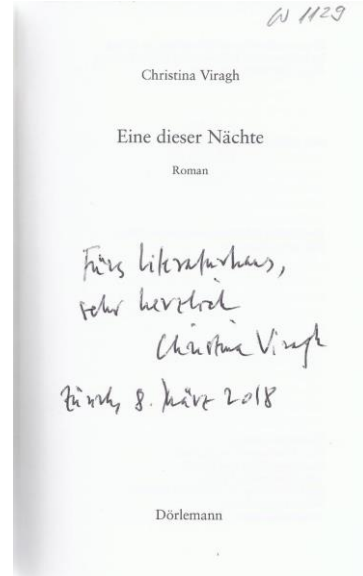 W 1129
Christina Viragh
Eine dieser Nächte
Roman
Fürs Literaturhaus,
sehr herzlich
Christina Viragh
Zürich, 8. März 2018
Dörlemann